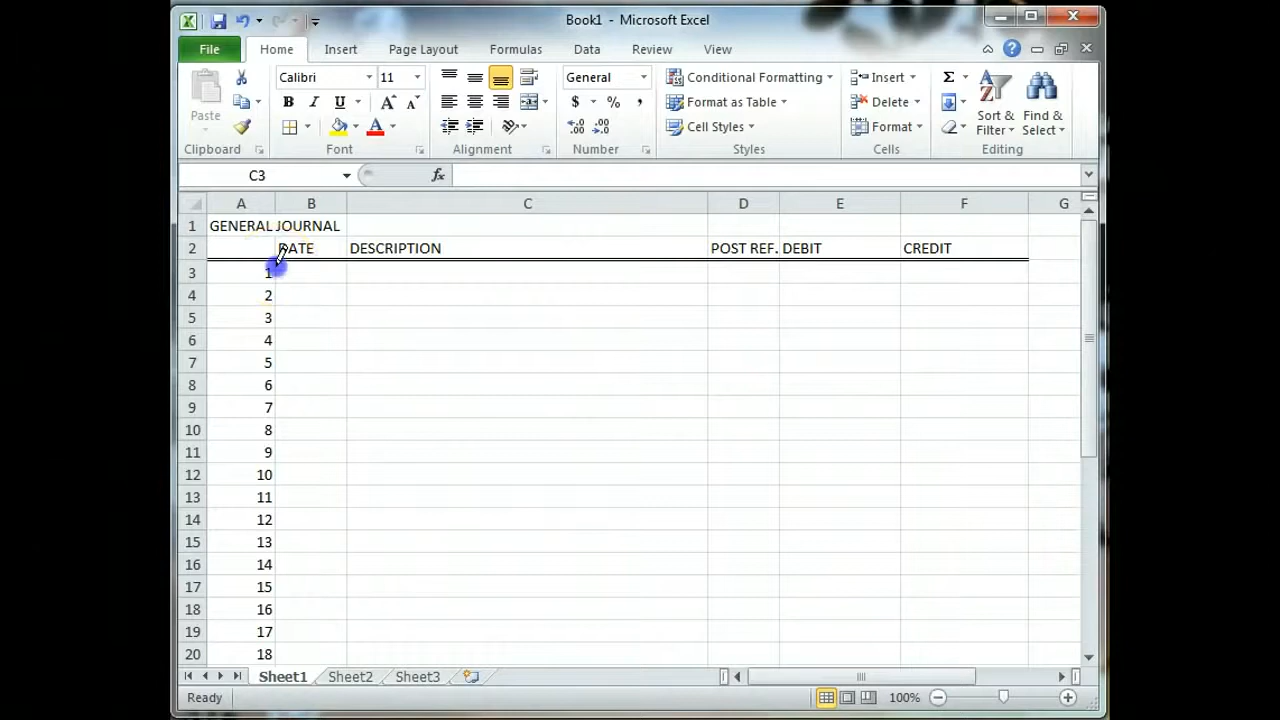 Book1 - Microsoft Excel
File Home Insert Page Layout Formulas Data Review View
Calibri 11 General Conditional Formatting Insert Σ
Paste B I U A A $ % , Format as Table Delete Sort & Filter Find & Select
A Cell Styles Format
Clipboard Font Alignment Number Styles Cells Editing
C3 fx
A B C D E F G
1 GENERAL JOURNAL
2 DATE DESCRIPTION POST REF. DEBIT CREDIT
3 1
4 2
5 3
6 4
7 5
8 6
9 7
10 8
11 9
12 10
13 11
14 12
15 13
16 14
17 15
18 16
19 17
20 18
Sheet1 Sheet2 Sheet3
Ready 100%